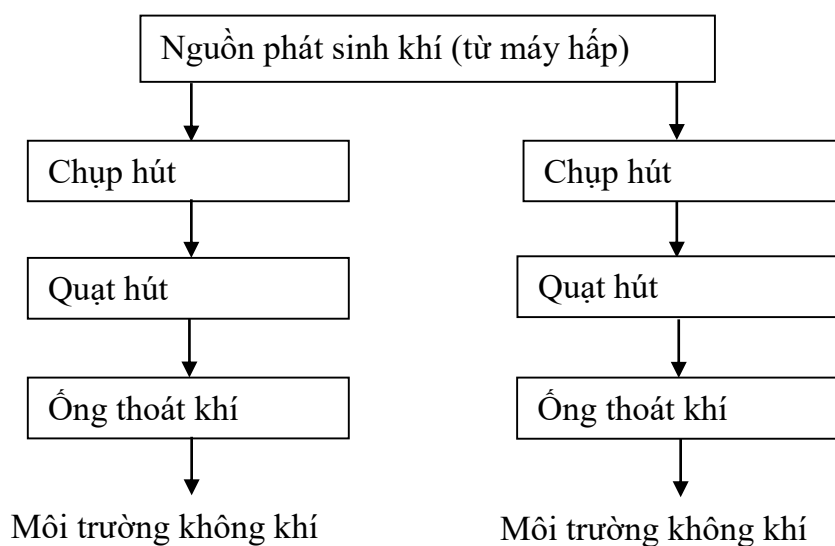 Nguồn phát sinh khí (từ máy hấp)
Chụp hút
Chụp hút
Quạt hút
Quạt hút
Ống thoát khí
Ống thoát khí
Môi trường không khí
Môi trường không khí